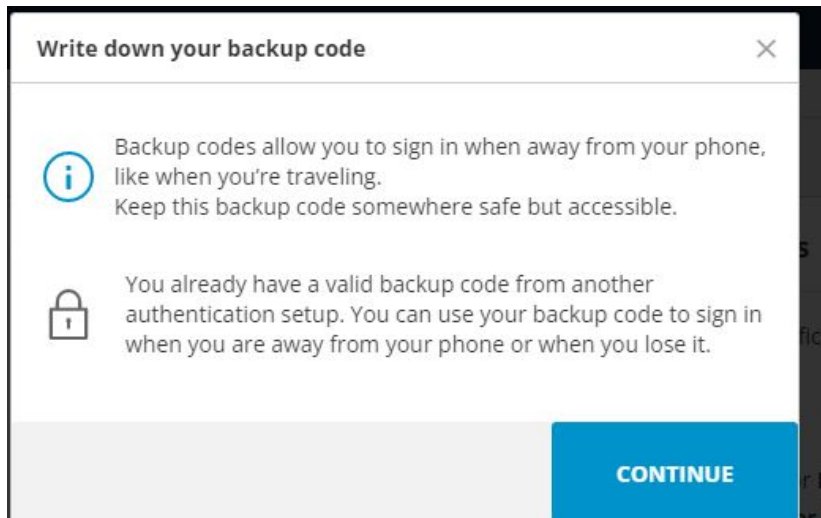 Write down your backup code
Backup codes allow you to sign in when away from your phone,
like when you're traveling.
Keep this backup code somewhere safe but accessible.
You already have a valid backup code from another
authentication setup. You can use your backup code to sign in
when you are away from your phone or when you lose it.
CONTINUE